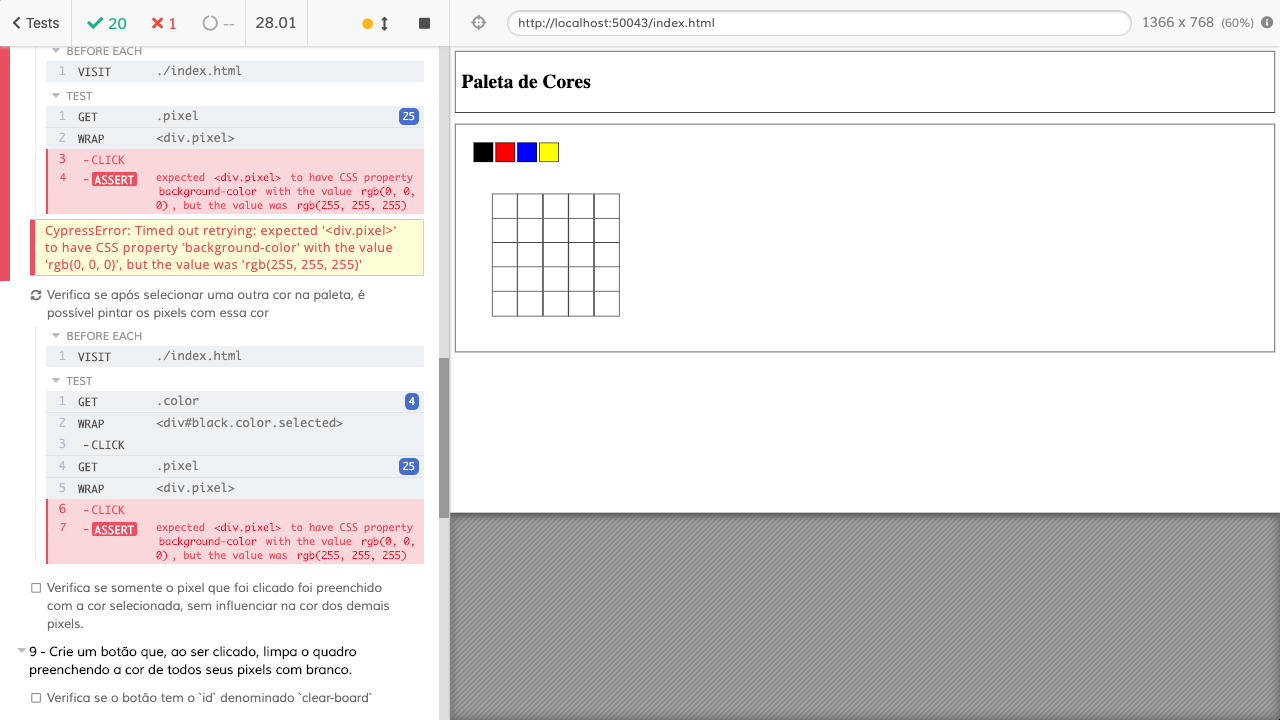 Tests
20
1
--
28.01
http://localhost:50043/index.html
1366 x 768 (60%)
BEFORE EACH
1 VISIT ./index.html
TEST
1 GET .pixel 25
2 WRAP <div.pixel>
3 -CLICK
4 -ASSERT expected <div.pixel> to have CSS property
background-color with the value rgb(0, 0,
0), but the value was rgb(255, 255, 255)
CypressError: Timed out retrying: expected '<div.pixel>'
to have CSS property 'background-color' with the value
'rgb(0, 0, 0)', but the value was 'rgb(255, 255, 255)'
Verifica se após selecionar uma outra cor na paleta, é
possível pintar os pixels com essa cor
BEFORE EACH
1 VISIT ./index.html
TEST
1 GET .color 4
2 WRAP <div#black.color.selected>
3 -CLICK
4 GET .pixel 25
5 WRAP <div.pixel>
6 -CLICK
7 -ASSERT expected <div.pixel> to have CSS property
background-color with the value rgb(0, 0,
0), but the value was rgb(255, 255, 255)
Verifica se somente o pixel que foi clicado foi preenchido
com a cor selecionada, sem influenciar na cor dos demais
pixels.
9 - Crie um botão que, ao ser clicado, limpa o quadro
preenchendo a cor de todos seus pixels com branco.
Verifica se o botão tem o `id` denominado `clear-board`
Paleta de Cores